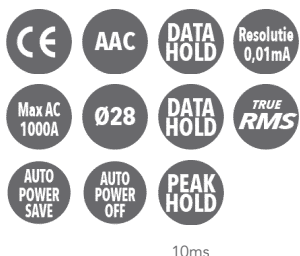 CE
AAC
DATA
HOLD
Resolutie
0,01mA
Max AC
1000A
Ø28
DATA
HOLD
TRUE
RMS
AUTO
POWER
SAVE
AUTO
POWER
OFF
PEAK
HOLD
10ms